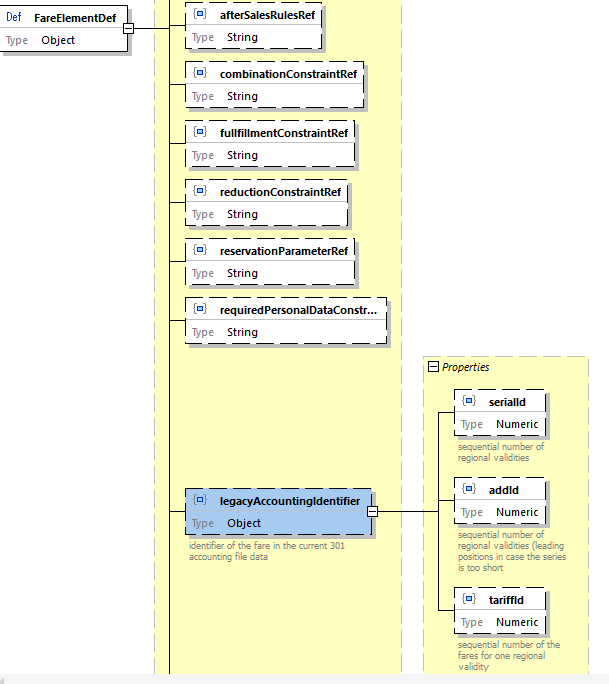 Def FareElementDef
Type Object
afterSalesRulesRef
Type String
combinationConstraintRef
Type String
fullfillmentConstraintRef
Type String
reductionConstraintRef
Type String
reservationParameterRef
Type String
requiredPersonalDataConstr...
Type String
legacyAccountingIdentifier
Type Object
identifier of the fare in the current 301
accounting file data
Properties
serialId
Type Numeric
sequential number of
regional validities
addId
Type Numeric
sequential number of
regional validities (leading
positions in case the series
is too short
tariffId
Type Numeric
sequential number of the
fares for one regional
validity